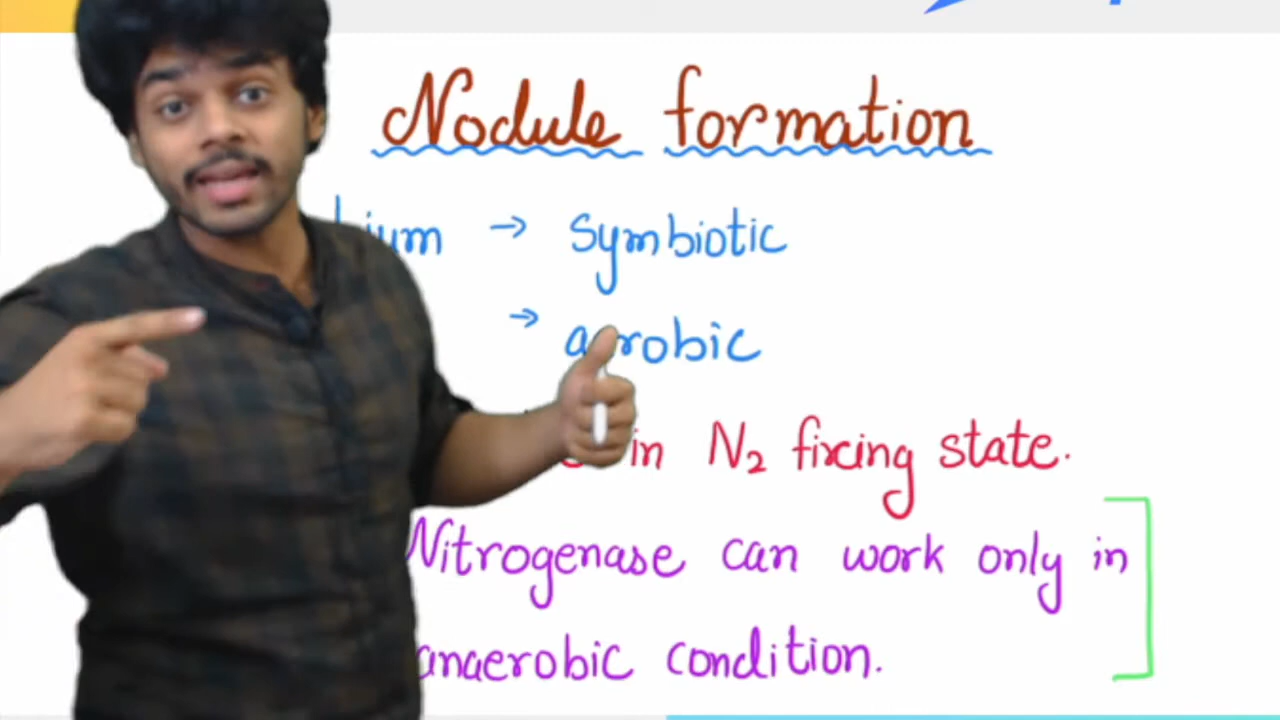 Nodule formation
→ symbiotic
→ aerobic
in N₂ fixing state.
Nitrogenase can work only in
anaerobic condition.